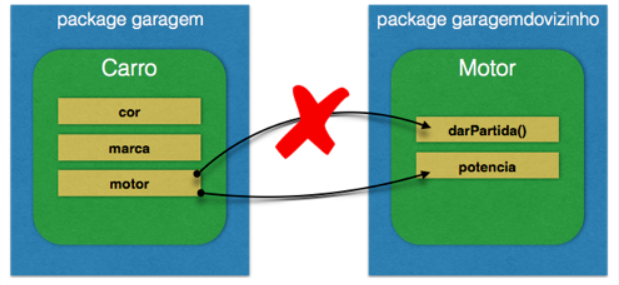 package garagem
Carro
cor
marca
motor
package garagemdovizinho
Motor
darPartida()
potencia